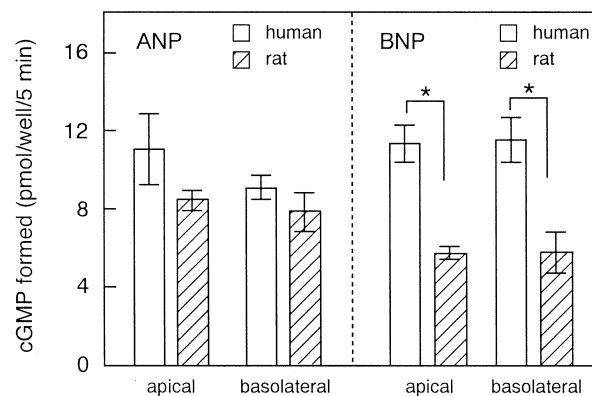 cGMP formed (pmol/well/5 min)
16
12
8
4
0
ANP
human
rat
BNP
human
rat
*
*
apical
basolateral
apical
basolateral